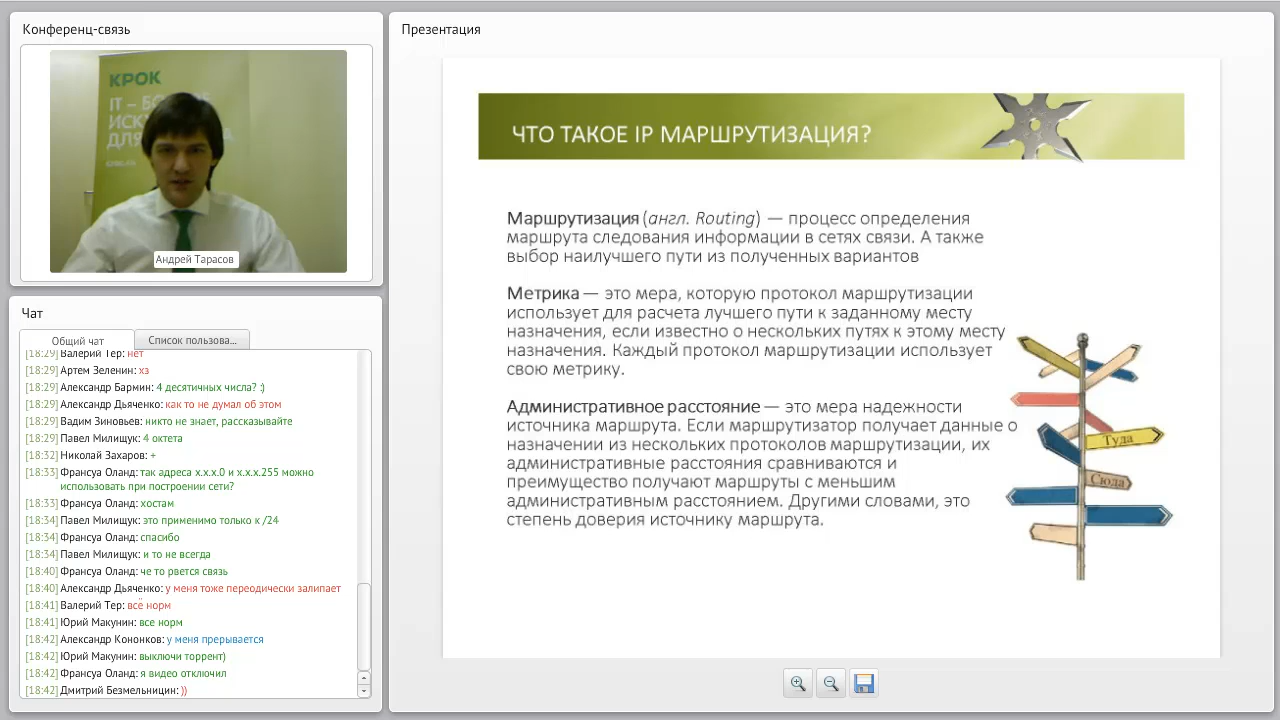 Конференц-связь
КРОК
IT –
ИСК
ДЛЯ
Андрей Тарасов
Чат
Общий чат
Список пользова...
[18:29] Валерий Тер: нет
[18:29] Артем Зеленин: хз
[18:29] Александр Бармин: 4 десятичных числа? :)
[18:29] Александр Дьяченко: как то не думал об этом
[18:29] Вадим Зиновьев: никто не знает, рассказывайте
[18:29] Павел Милищук: 4 октета
[18:32] Николай Захаров: +
[18:33] Франсуа Оланд: так адреса x.x.x.0 и x.x.x.255 можно
использовать при построении сети?
[18:33] Франсуа Оланд: хостам
[18:34] Павел Милищук: это применимо только к /24
[18:34] Франсуа Оланд: спасибо
[18:34] Павел Милищук: и то не всегда
[18:40] Франсуа Оланд: че то рвется связь
[18:40] Александр Дьяченко: у меня тоже переодически залипает
[18:41] Валерий Тер: всё норм
[18:41] Юрий Макунин: все норм
[18:42] Александр Кононков: у меня прерывается
[18:42] Юрий Макунин: выключи торрент)
[18:42] Франсуа Оланд: я видео отключил
[18:42] Дмитрий Безмельницин: ))
Презентация
ЧТО ТАКОЕ IP МАРШРУТИЗАЦИЯ?
Маршрутизация (англ. Routing) — процесс определения
маршрута следования информации в сетях связи. А также
выбор наилучшего пути из полученных вариантов
Метрика — это мера, которую протокол маршрутизации
использует для расчета лучшего пути к заданному месту
назначения, если известно о нескольких путях к этому месту
назначения. Каждый протокол маршрутизации использует
свою метрику.
Административное расстояние — это мера надежности
источника маршрута. Если маршрутизатор получает данные о
назначении из нескольких протоколов маршрутизации, их
административные расстояния сравниваются и
преимущество получают маршруты с меньшим
административным расстоянием. Другими словами, это
степень доверия источнику маршрута.
Туда
Сюда